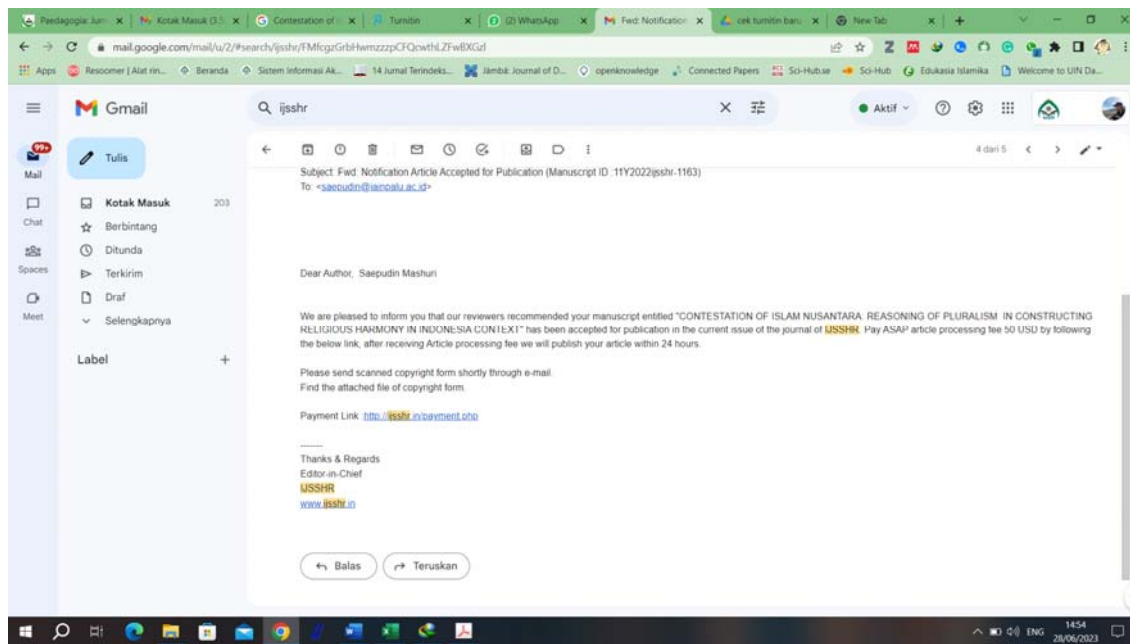 Paedagogia: Jurn
Kotak Masuk (3.5
Contestation of
Turnitin
(2) WhatsApp
Fwd: Notification
cek turnitin baru
New Tab
mail.google.com/mail/u/2/#search/ijsshr/FMfcgzGrbHwmzzzpCFQcwthLZFwBXGzl
Apps
Resoomer | Alat rin...
Beranda
Sistem Informasi Ak...
14 Jurnal Terindeks...
Jambik: Journal of D...
openknowledge
Connected Papers
Sci-Hub.se
Sci-Hub
Edukasia Islamika
Welcome to UIN Da...
Gmail
ijsshr
Aktif
99+
Mail
Chat
Spaces
Meet
Tulis
Kotak Masuk 203
Berbintang
Ditunda
Terkirim
Draf
Selengkapnya
Label
4 dari 5
Subject: Fwd: Notification Article Accepted for Publication (Manuscript ID :11Y2022ijsshr-1163)
To: <saepudin@iainpalu.ac.id>
Dear Author, Saepudin Mashuri
We are pleased to inform you that our reviewers recommended your manuscript entitled "CONTESTATION OF ISLAM NUSANTARA: REASONING OF PLURALISM IN CONSTRUCTING
RELIGIOUS HARMONY IN INDONESIA CONTEXT" has been accepted for publication in the current issue of the journal of IJSSHR. Pay ASAP article processing fee 50 USD by following
the below link, after receiving Article processing fee we will publish your article within 24 hours.
Please send scanned copyright form shortly through e-mail.
Find the attached file of copyright form.
Payment Link :http://ijsshr.in/payment.php
--------
Thanks & Regards
Editor-in-Chief
IJSSHR
www.ijsshr.in
Balas
Teruskan
ENG
14:54
28/06/2023